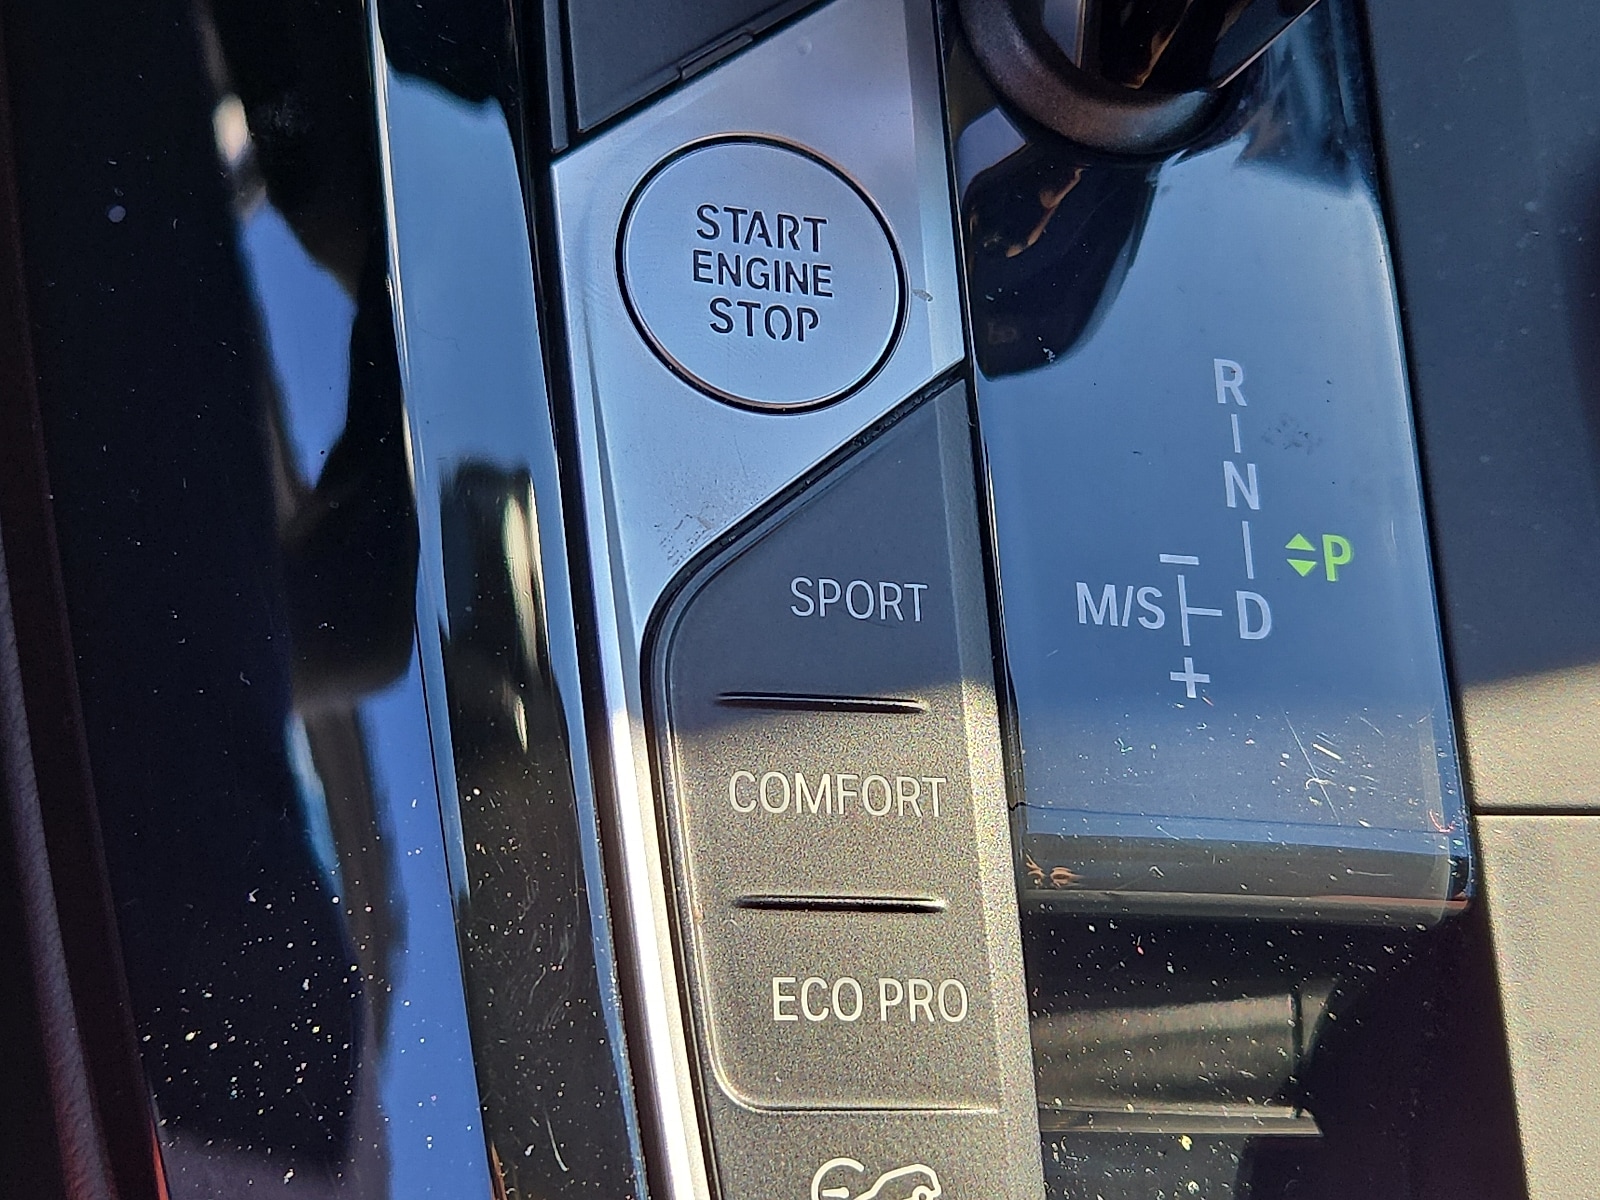 START
ENGINE
STOP
SPORT
COMFORT
ECO PRO
R
N
P
−
M/S D
+